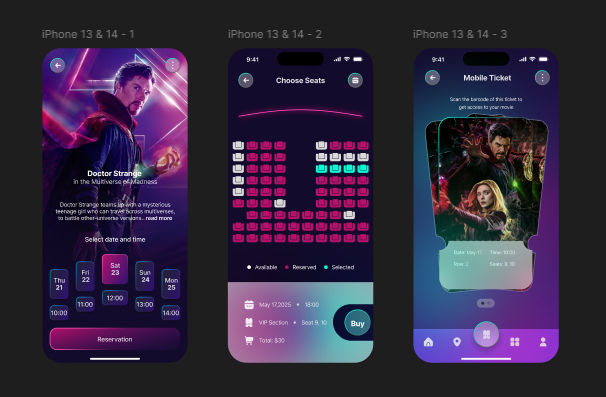 iPhone 13 & 14 - 1
Doctor Strange
in the Multiverse of Madness
Doctor Strange teams up with a mysterious
teenage girl who can travel across multiverses,
to battle other-universe versions... read more
Select date and time
Thu
21
Fri
22
Sat
23
Sun
24
Mon
25
10:00
11:00
12:00
13:00
14:00
Reservation
iPhone 13 & 14 - 2
9:41
Choose Seats
Available
Reserved
Selected
May 17,2025 • 18:00
VIP Section • Seat 9, 10
Total: $30
Buy
iPhone 13 & 14 - 3
9:41
Mobile Ticket
Scan the barcode of this ticket to
get access to your movie
Date: May 17 Time: 18:00
Row: 2 Seats: 9, 10